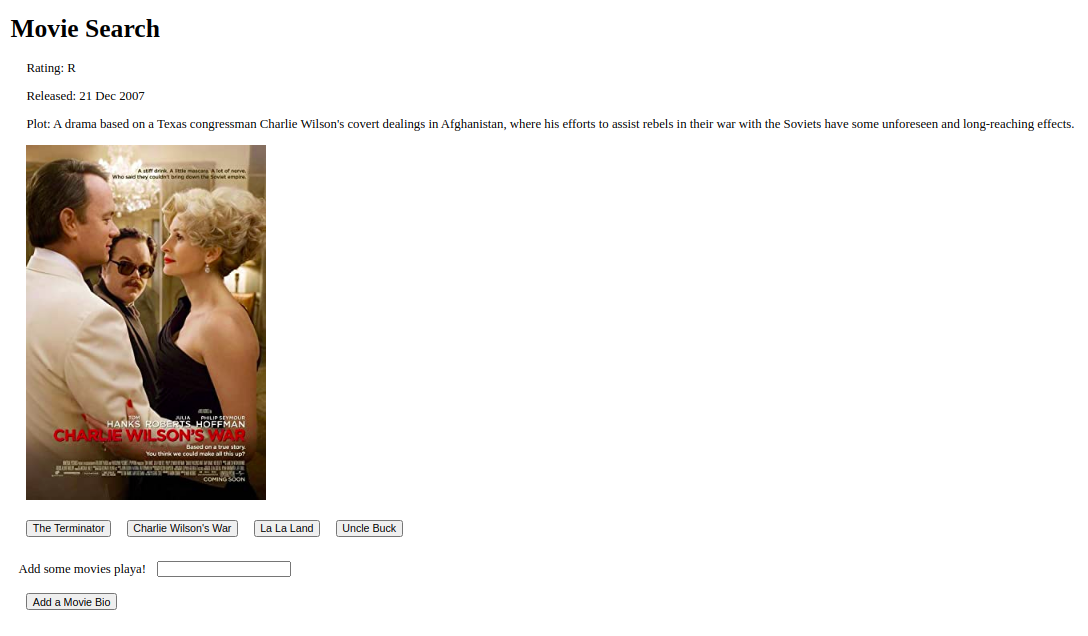 Movie Search
Rating: R
Released: 21 Dec 2007
Plot: A drama based on a Texas congressman Charlie Wilson's covert dealings in Afghanistan, where his efforts to assist rebels in their war with the Soviets have some unforeseen and long-reaching effects.
A stiff drink. A little mascara. A lot of nerve.
Who said they couldn't bring down the Soviet empire.
TOM JULIA PHILIP SEYMOUR
HANKS ROBERTS HOFFMAN
CHARLIE WILSON'S WAR
Based on a true story.
You think we could make all this up?
COMING SOON
The Terminator Charlie Wilson's War La La Land Uncle Buck
Add some movies playa!
Add a Movie Bio